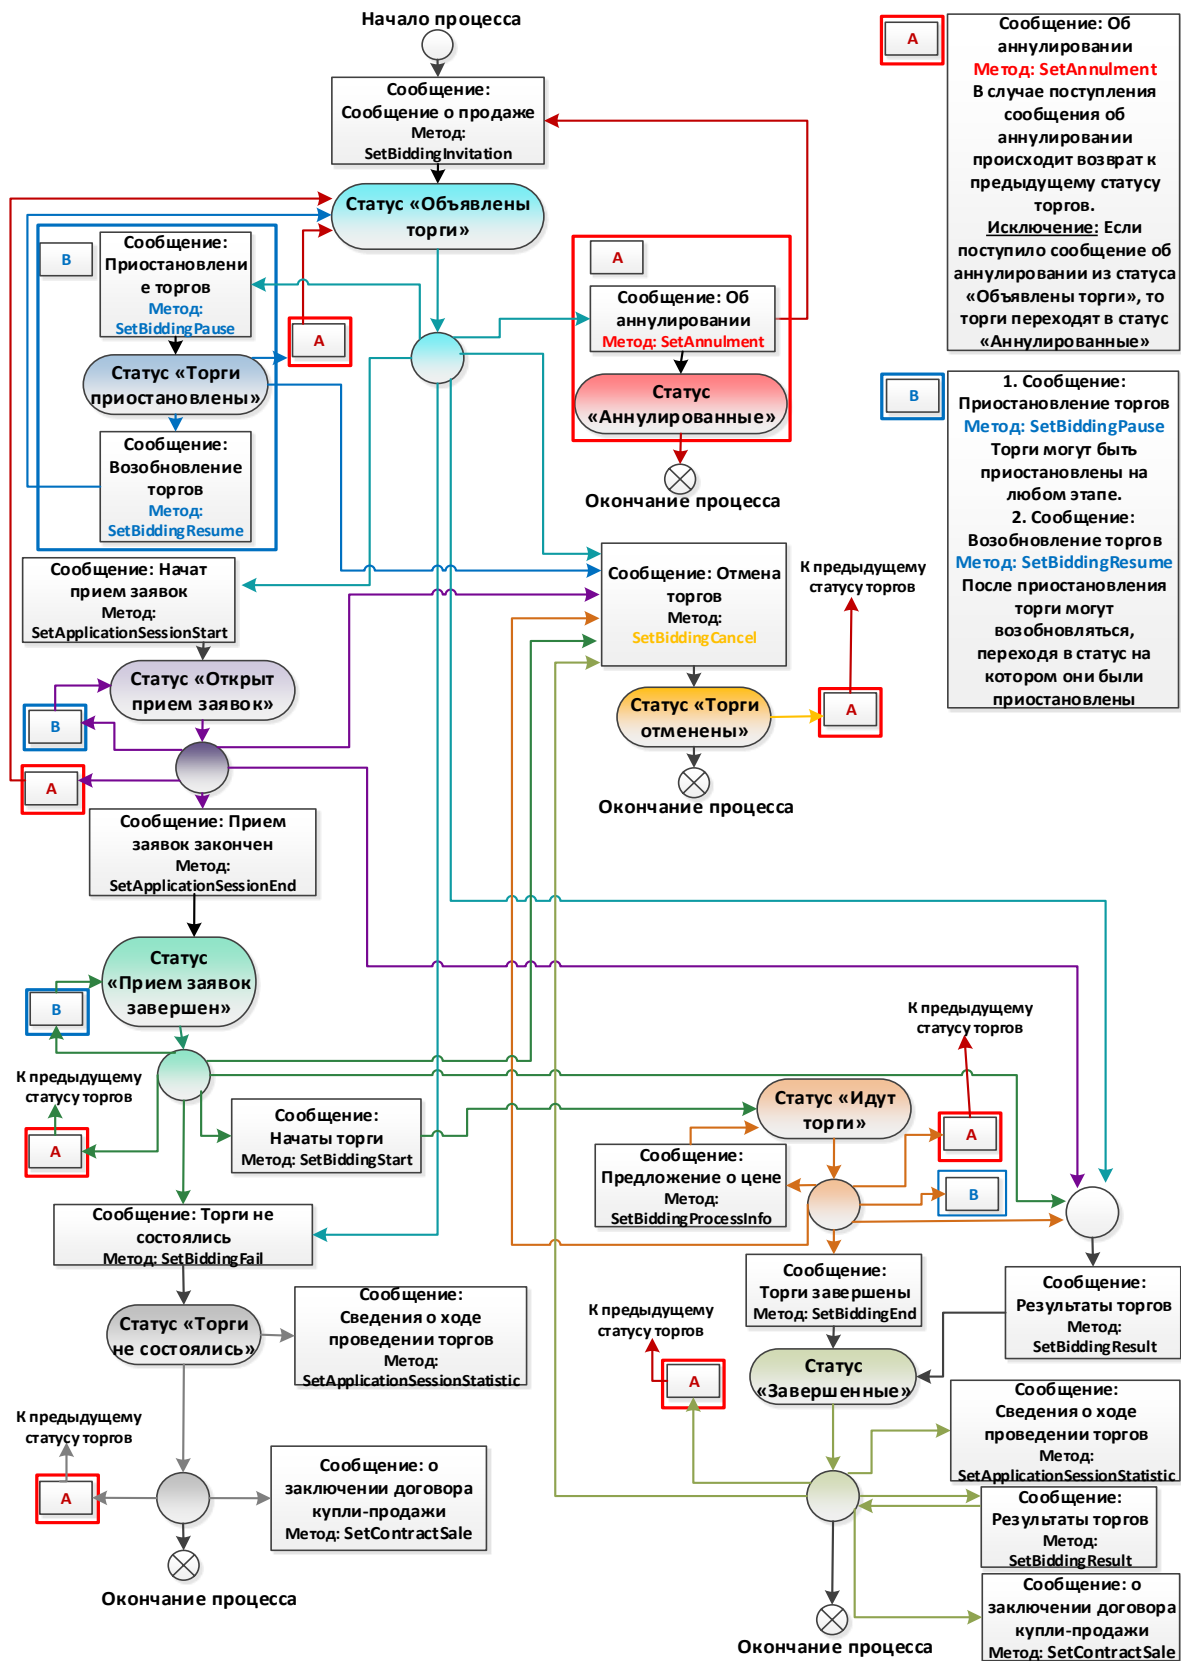 Начало процесса
Сообщение:
Сообщение о продаже
Метод:
SetBiddingInvitation
Статус «Объявлены
торги»
A
Сообщение: Об
аннулировании
Метод: SetAnnulment
В случае поступления
сообщения об
аннулировании
происходит возврат к
предыдущему статусу
торгов.
Исключение: Если
поступило сообщение об
аннулировании из статуса
«Объявлены торги», то
торги переходят в статус
«Аннулированные»
B
1. Сообщение:
Приостановление торгов
Метод: SetBiddingPause
Торги могут быть
приостановлены на
любом этапе.
2. Сообщение:
Возобновление торгов
Метод: SetBiddingResume
После приостановления
торги могут
возобновляться,
переходя в статус на
котором они были
приостановлены
B
Сообщение:
Приостановлени
е торгов
Метод:
SetBiddingPause
A
Статус «Торги
приостановлены»
Сообщение:
Возобновление
торгов
Метод:
SetBiddingResume
A
Сообщение: Об
аннулировании
Метод: SetAnnulment
Статус
«Аннулированные»
Окончание процесса
Сообщение: Начат
прием заявок
Метод:
SetApplicationSessionStart
Статус «Открыт
прием заявок»
B
A
Сообщение: Отмена
торгов
Метод:
SetBiddingCancel
К предыдущему
статусу торгов
Статус «Торги
отменены»
A
Окончание процесса
Сообщение: Прием
заявок закончен
Метод:
SetApplicationSessionEnd
Статус
«Прием заявок
завершен»
B
К предыдущему
статусу торгов
A
Сообщение:
Начаты торги
Метод: SetBiddingStart
К предыдущему
статусу торгов
Статус «Идут
торги»
A
Сообщение:
Предложение о цене
Метод:
SetBiddingProcessInfo
B
Сообщение: Торги не
состоялись
Метод: SetBiddingFail
Сообщение:
Торги завершены
Метод: SetBiddingEnd
Сообщение:
Результаты торгов
Метод:
SetBiddingResult
Статус «Торги
не состоялись»
Сообщение:
Сведения о ходе
проведении торгов
Метод:
SetApplicationSessionStatistic
К предыдущему
статусу торгов
A
Статус
«Завершенные»
Сообщение:
Сведения о ходе
проведении торгов
Метод:
SetApplicationSessionStatistic
К предыдущему
статусу торгов
A
Сообщение: о
заключении договора
купли-продажи
Метод: SetContractSale
Окончание процесса
Сообщение:
Результаты торгов
Метод:
SetBiddingResult
Сообщение: о
заключении договора
купли-продажи
Метод: SetContractSale
Окончание процесса